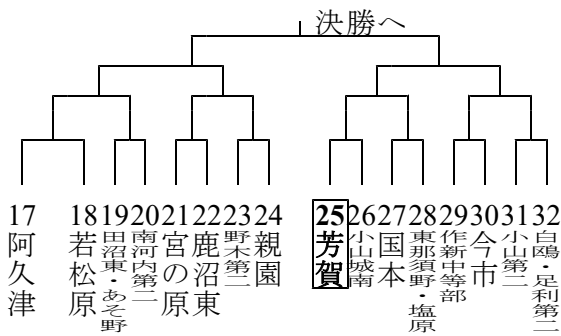 決勝へ
17 阿久津
18 若松原
19 田沼東・あそ野
20 南河内第二
21 宮の原
22 鹿沼東
23 野木第二
24 親園
25 芳賀
26 小山城南
27 国本
28 東那須野・塩原
29 作新中等部
30 今市
31 小山第二
32 白鴎・足利第二